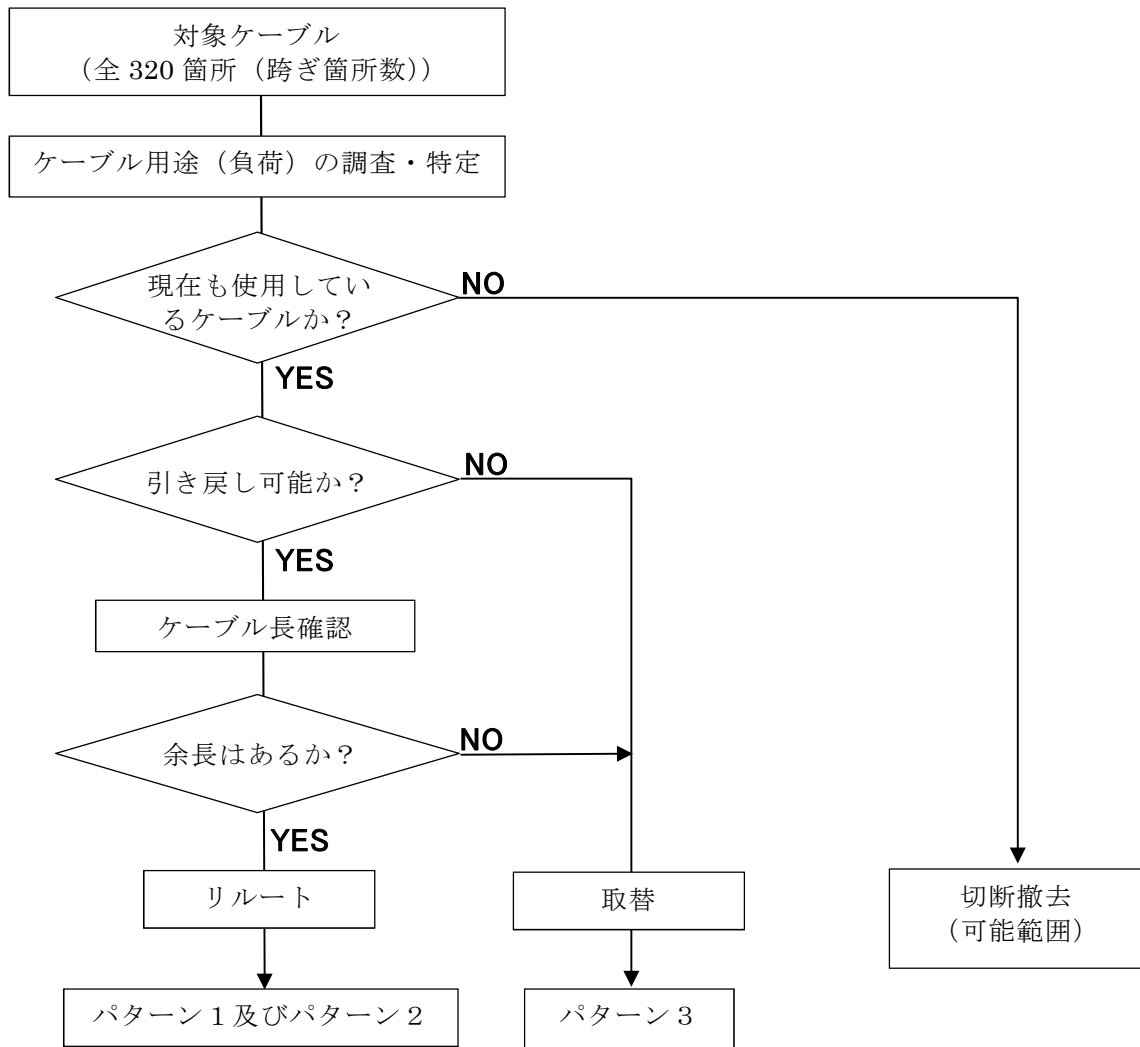 対象ケーブル
（全 320 箇所（跨ぎ箇所数））
ケーブル用途（負荷）の調査・特定
現在も使用してい
るケーブルか？
NO
YES
引き戻し可能か？
NO
YES
ケーブル長確認
余長はあるか？
NO
YES
リルート
取替
切断撤去
（可能範囲）
パターン１及びパターン２
パターン３